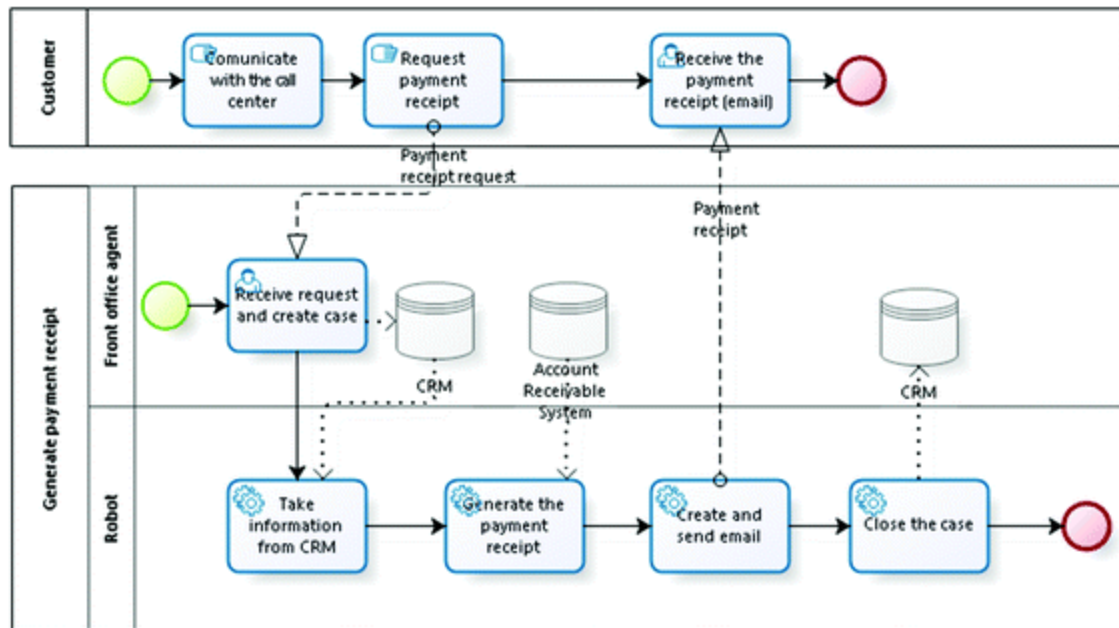 Customer
Comunicate
with the call
center
Request
payment
receipt
Receive the
payment
receipt (email)
Payment
receipt request
Payment
receipt
Generate payment receipt
Front office agent
Receive request
and create case
CRM
Account
Receivable
System
CRM
Robot
Take
information
from CRM
Generate the
payment
receipt
Create and
send email
Close the case